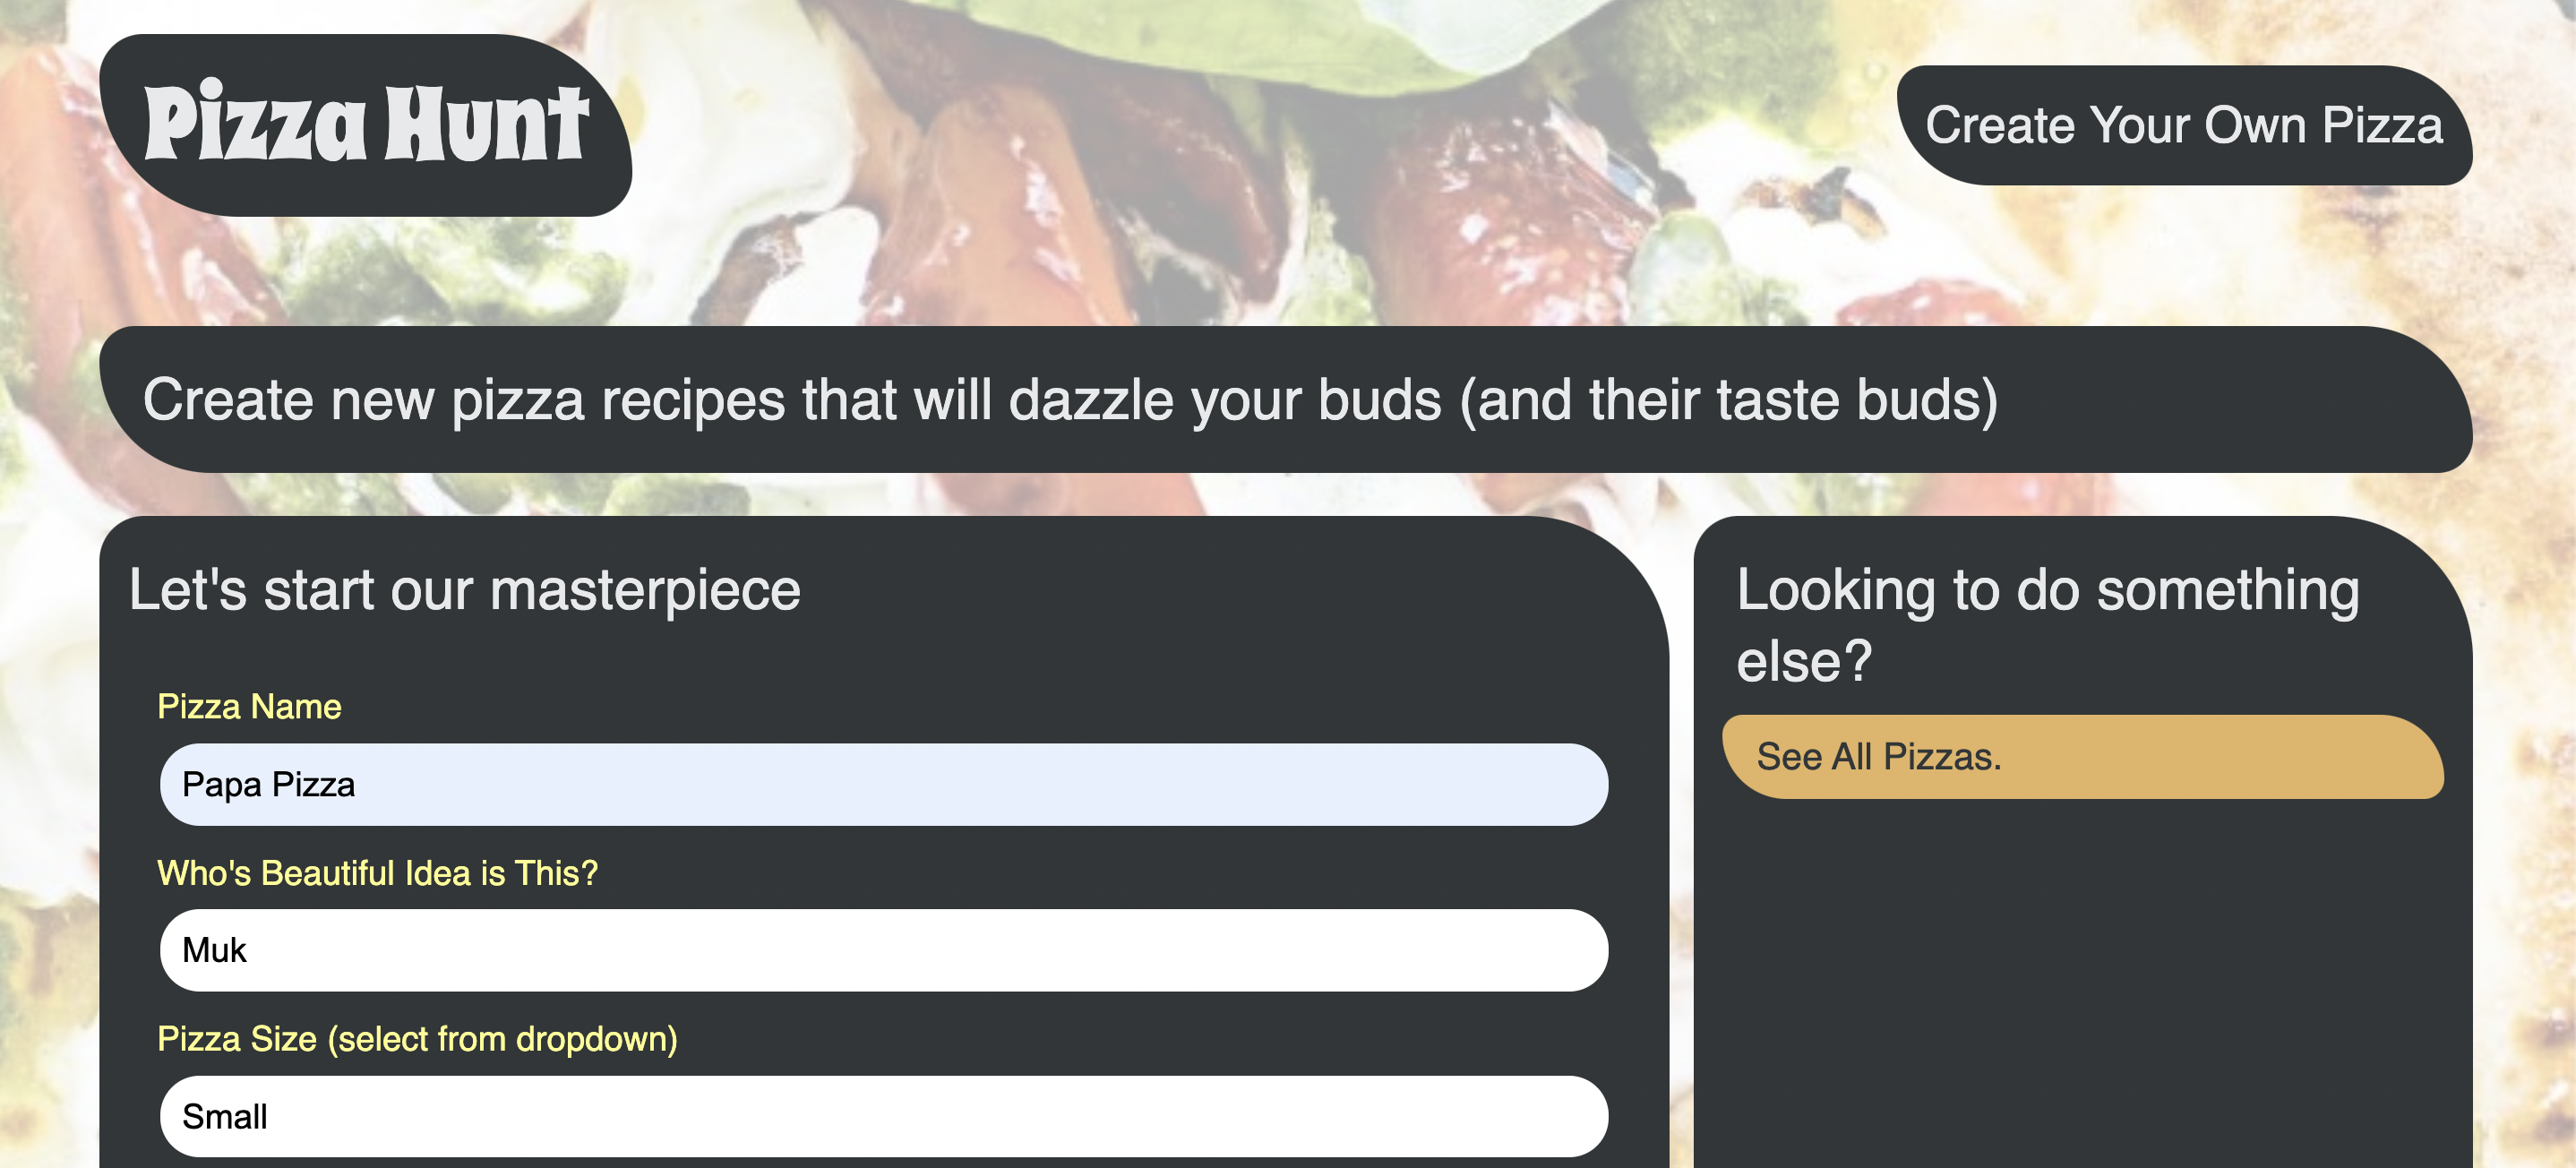 Pizza Hunt
Create Your Own Pizza
Create new pizza recipes that will dazzle your buds (and their taste buds)
Let's start our masterpiece
Pizza Name
Papa Pizza
Who's Beautiful Idea is This?
Muk
Pizza Size (select from dropdown)
Small
Looking to do something
else?
See All Pizzas.